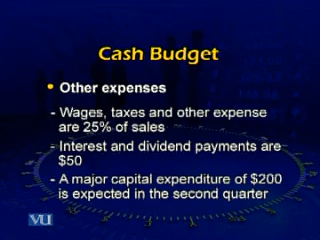 Cash Budget
• Other expenses
- Wages, taxes and other expense
are 25% of sales
- Interest and dividend payments are
$50
- A major capital expenditure of $200
is expected in the second quarter
VU